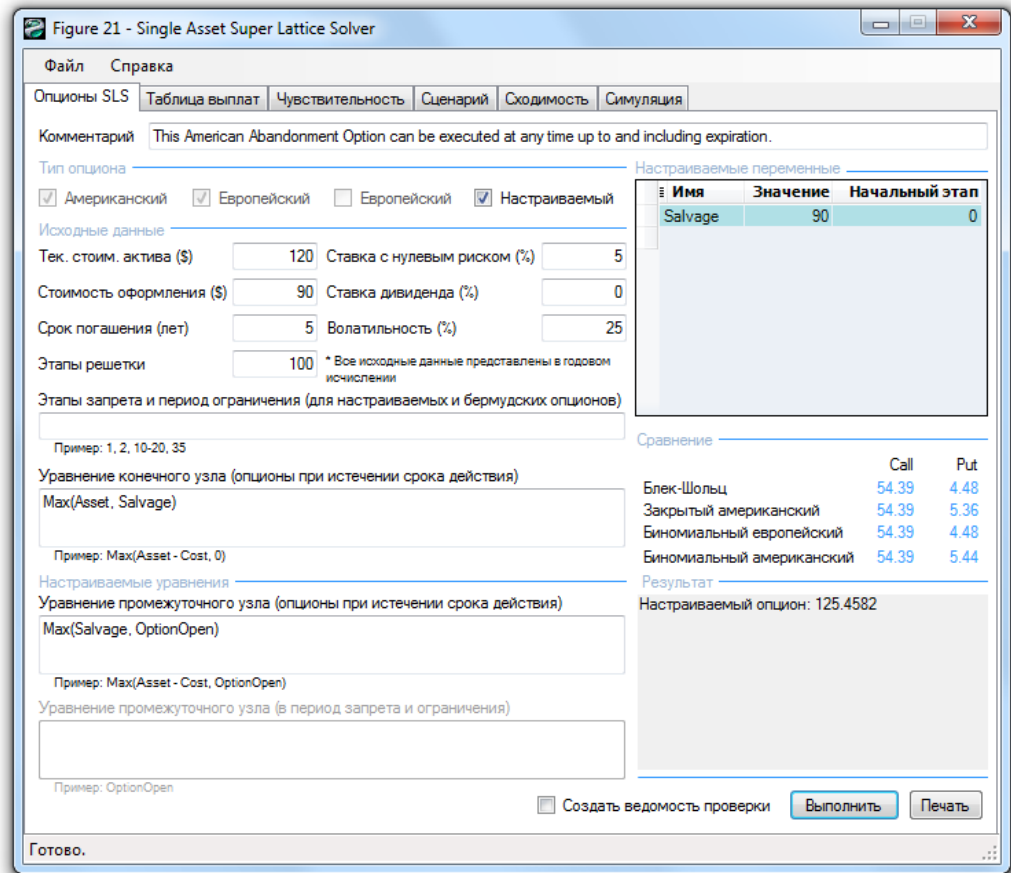 Figure 21 - Single Asset Super Lattice Solver
Файл Справка
Опционы SLS Таблица выплат Чувствительность Сценарий Сходимость Симуляция
Комментарий This American Abandonment Option can be executed at any time up to and including expiration.
Тип опциона
Американский Европейский Европейский Настраиваемый
Исходные данные
Тек. стоим. актива ($) 120 Ставка с нулевым риском (%) 5
Стоимость оформления ($) 90 Ставка дивиденда (%) 0
Срок погашения (лет) 5 Волатильность (%) 25
Этапы решетки 100 * Все исходные данные представлены в годовом
исчислении
Этапы запрета и период ограничения (для настраиваемых и бермудских опционов)
Пример: 1, 2, 10-20, 35
Уравнение конечного узла (опционы при истечении срока действия)
Max(Asset, Salvage)
Пример: Max(Asset - Cost, 0)
Настраиваемые уравнения
Уравнение промежуточного узла (опционы при истечении срока действия)
Max(Salvage, OptionOpen)
Пример: Max(Asset - Cost, OptionOpen)
Уравнение промежуточного узла (в период запрета и ограничения)
Пример: OptionOpen
Настраиваемые переменные
Имя Значение Начальный этап
Salvage 90 0
Сравнение
Call Put
Блек-Шольц 54.39 4.48
Закрытый американский 54.39 5.36
Биномиальный европейский 54.39 4.48
Биномиальный американский 54.39 5.44
Результат
Настраиваемый опцион: 125.4582
Создать ведомость проверки Выполнить Печать
Готово.